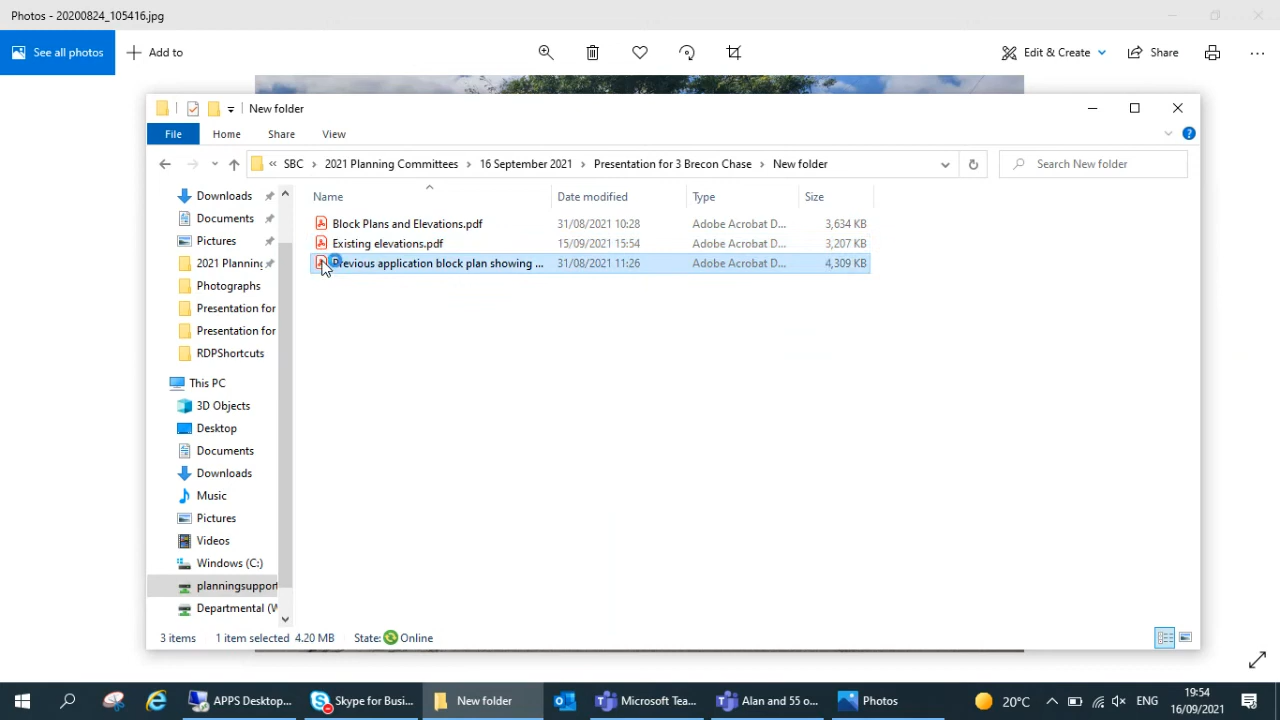 Photos - 20200824_105416.jpg
See all photos
Add to
Edit & Create
Share
New folder
File
Home
Share
View
« SBC > 2021 Planning Committees > 16 September 2021 > Presentation for 3 Brecon Chase > New folder
Search New folder
Name
Date modified
Type
Size
Downloads
Documents
Pictures
2021 Planning
Photographs
Presentation for
Presentation for
RDPShortcuts
This PC
3D Objects
Desktop
Documents
Downloads
Music
Pictures
Videos
Windows (C:)
planningsupport
Departmental (W
Block Plans and Elevations.pdf 31/08/2021 10:28 Adobe Acrobat D... 3,634 KB
Existing elevations.pdf 15/09/2021 15:54 Adobe Acrobat D... 3,207 KB
Previous application block plan showing ... 31/08/2021 11:26 Adobe Acrobat D... 4,309 KB
3 items 1 item selected 4.20 MB State: Online
APPS Desktop...
Skype for Busi...
New folder
Microsoft Tea...
Alan and 55 o...
Photos
20°C
ENG
19:54
16/09/2021